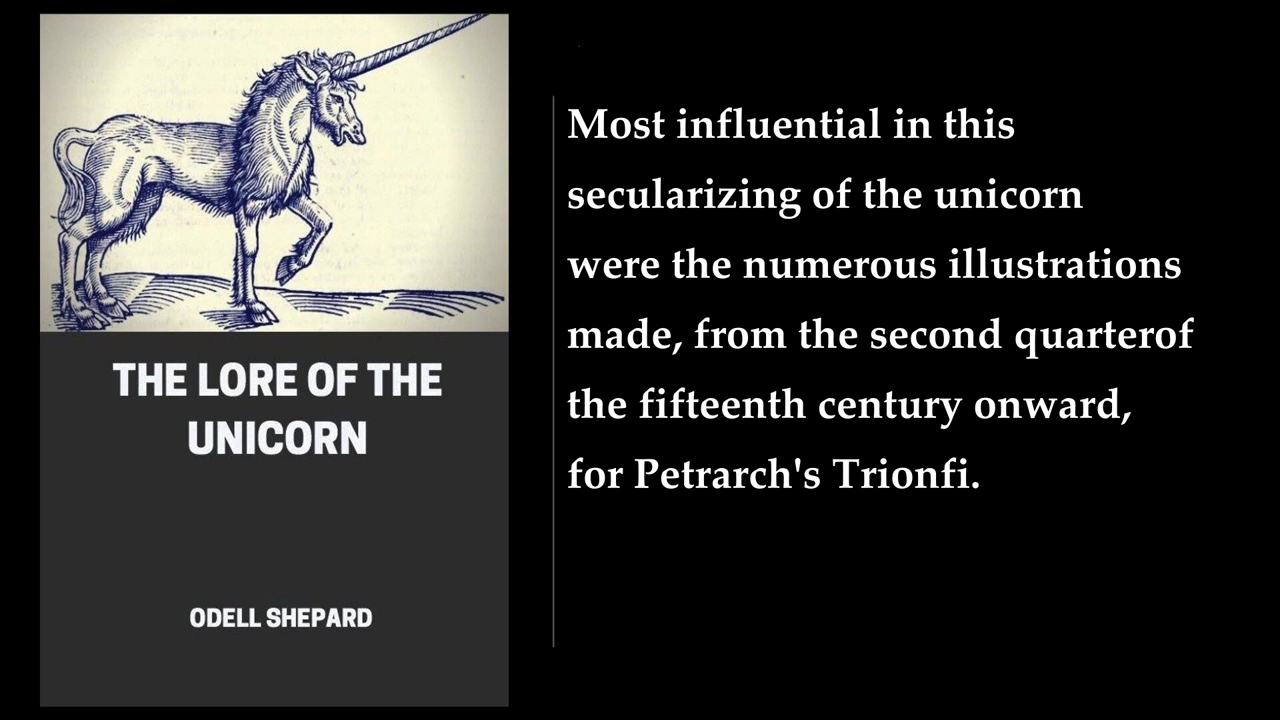 THE LORE OF THE
UNICORN
ODELL SHEPARD
Most influential in this
secularizing of the unicorn
were the numerous illustrations
made, from the second quarterof
the fifteenth century onward,
for Petrarch's Trionfi.